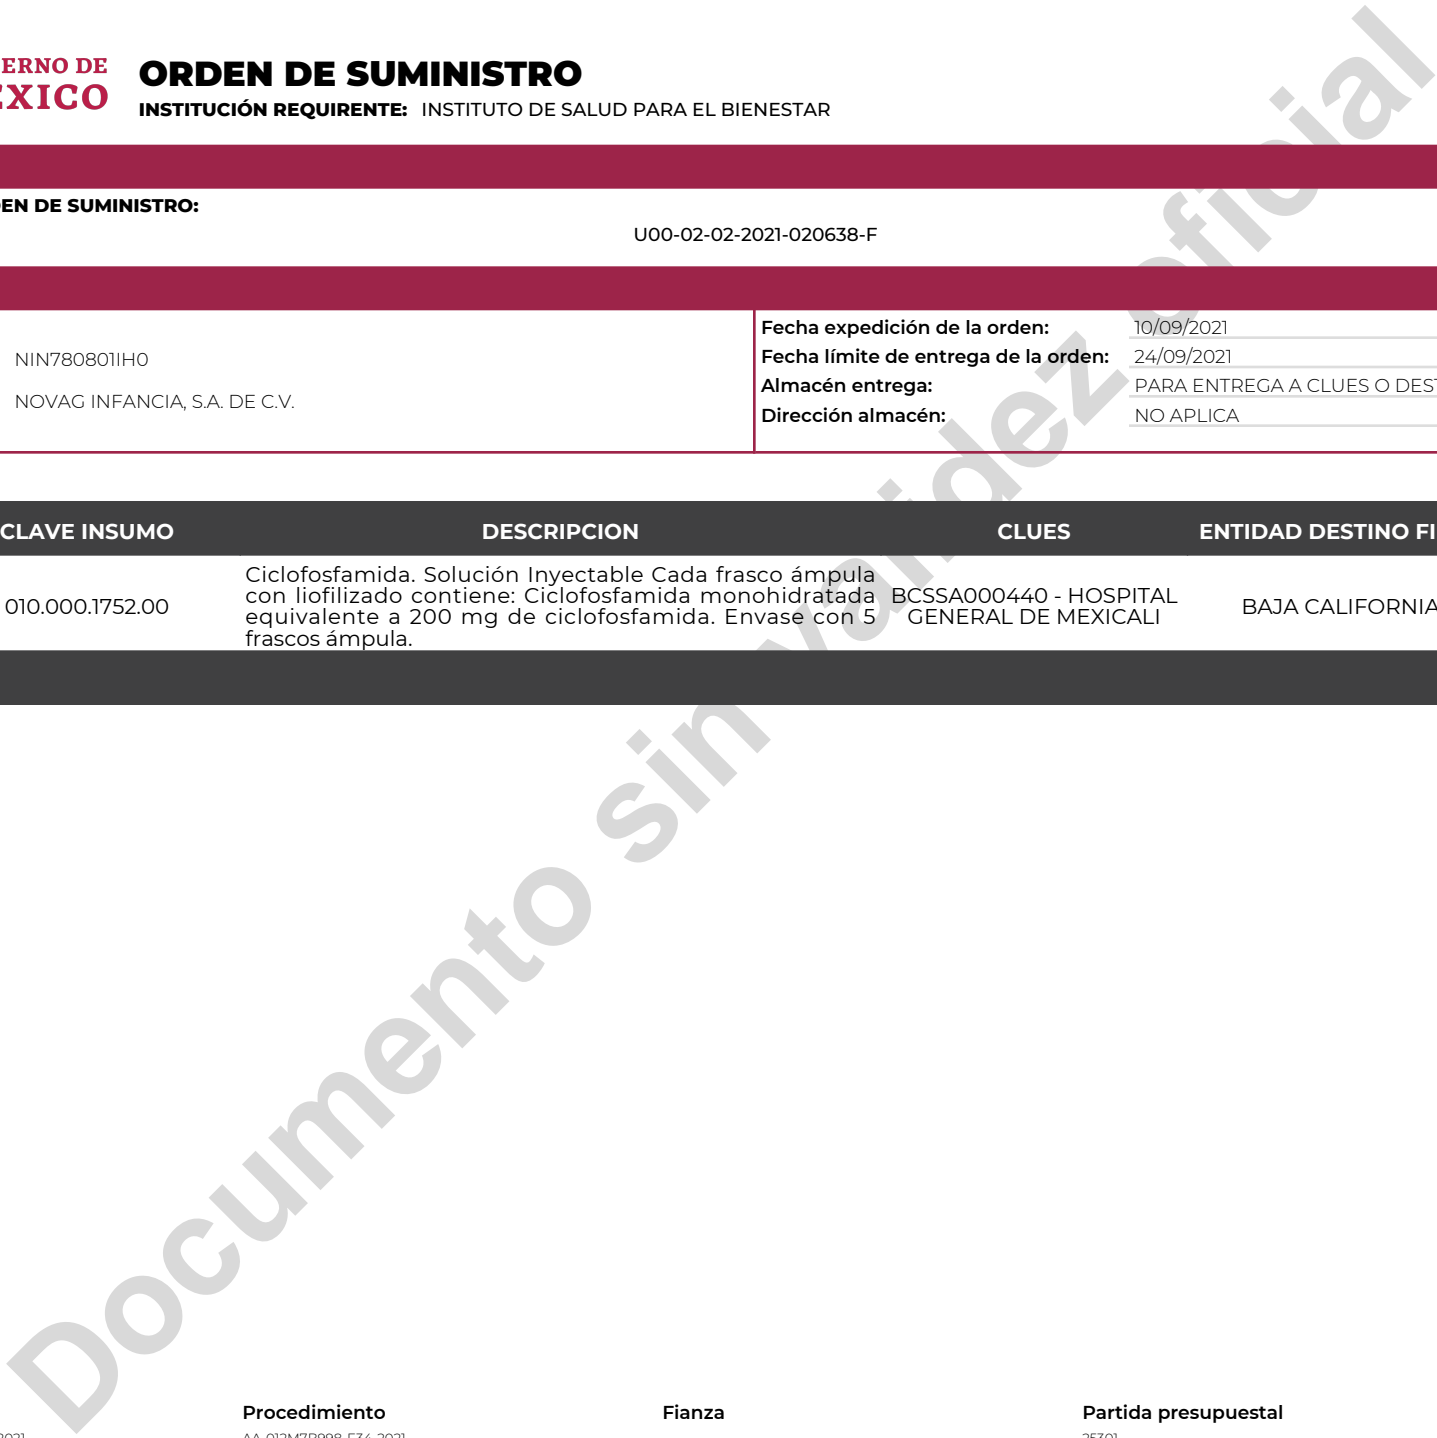 ERNO DE
ORDEN DE SUMINISTRO
EXICO
INSTITUCIÓN REQUIRENTE: INSTITUTO DE SALUD PARA EL BIENESTAR
EN DE SUMINISTRO:
U00-02-02-2021-020638-F
Fecha expedición de la orden: 10/09/2021
NIN780801IH0
Fecha límite de entrega de la orden: 24/09/2021
Almacén entrega: PARA ENTREGA A CLUES O DEST
NOVAG INFANCIA, S.A. DE C.V.
Dirección almacén: NO APLICA
CLAVE INSUMO DESCRIPCION CLUES ENTIDAD DESTINO FI
Ciclofosfamida. Solución Inyectable Cada frasco ámpula
con liofilizado contiene: Ciclofosfamida monohidratada
equivalente a 200 mg de ciclofosfamida. Envase con 5
frascos ámpula.
010.000.1752.00
BCSSA000440 - HOSPITAL
GENERAL DE MEXICALI
BAJA CALIFORNIA
Documento sin validez oficial
Procedimiento Fianza Partida presupuestal